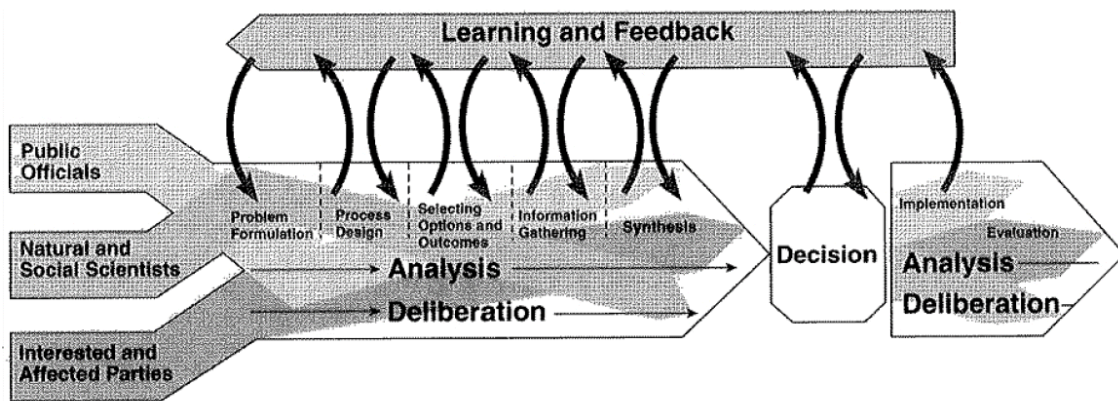 Learning and Feedback
Public
Officials
Natural and
Social Scientists
Interested and
Affected Parties
Problem
Formulation
Process
Design
Selecting
Options and
Outcomes
Information
Gathering
Synthesis
Analysis
Deliberation
Decision
Implementation
Evaluation
Analysis
Deliberation